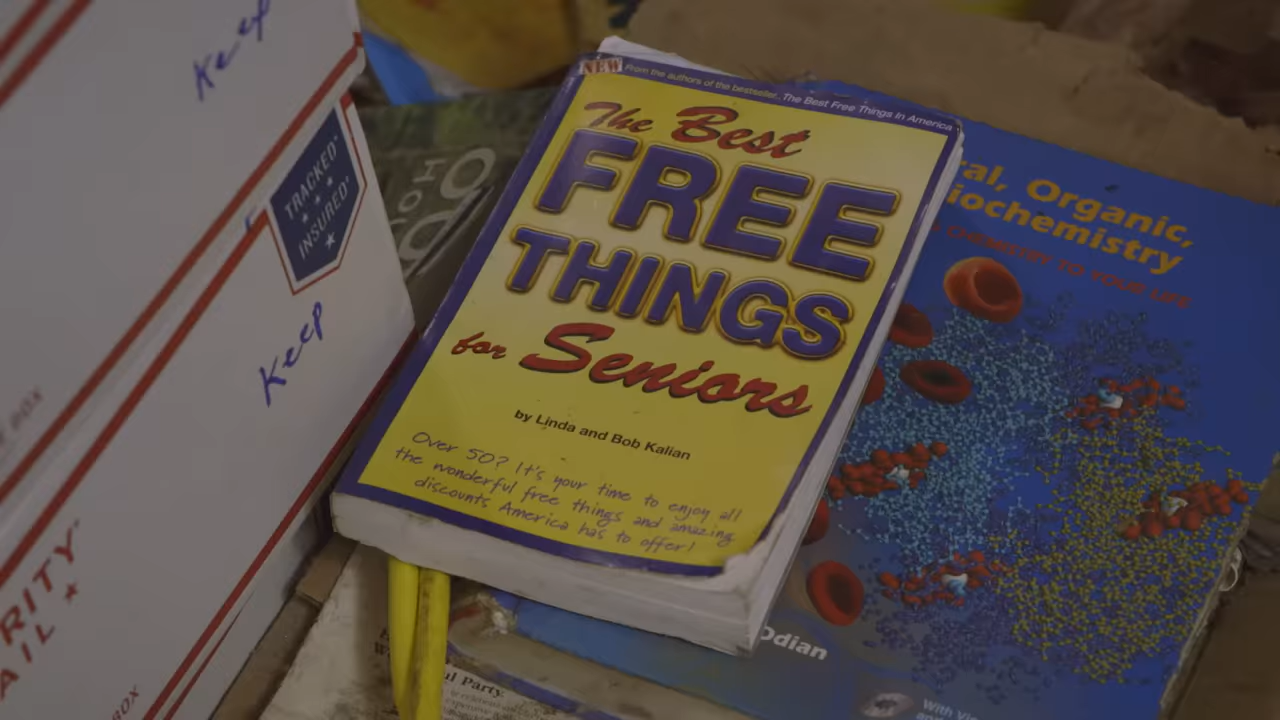 Keep
TRACKED*
INSURED*
Keep
RITY*
AIL
BOX
NEW From the authors of the bestseller, The Best Free Things In America
The Best
FREE
THINGS
for Seniors
by Linda and Bob Kalian
Over 50? It's your time to enjoy all
the wonderful free things and amazing
discounts America has to offer!
ral, Organic,
iochemistry
CHEMISTRY TO YOUR LIFE
Odian
ul Party.